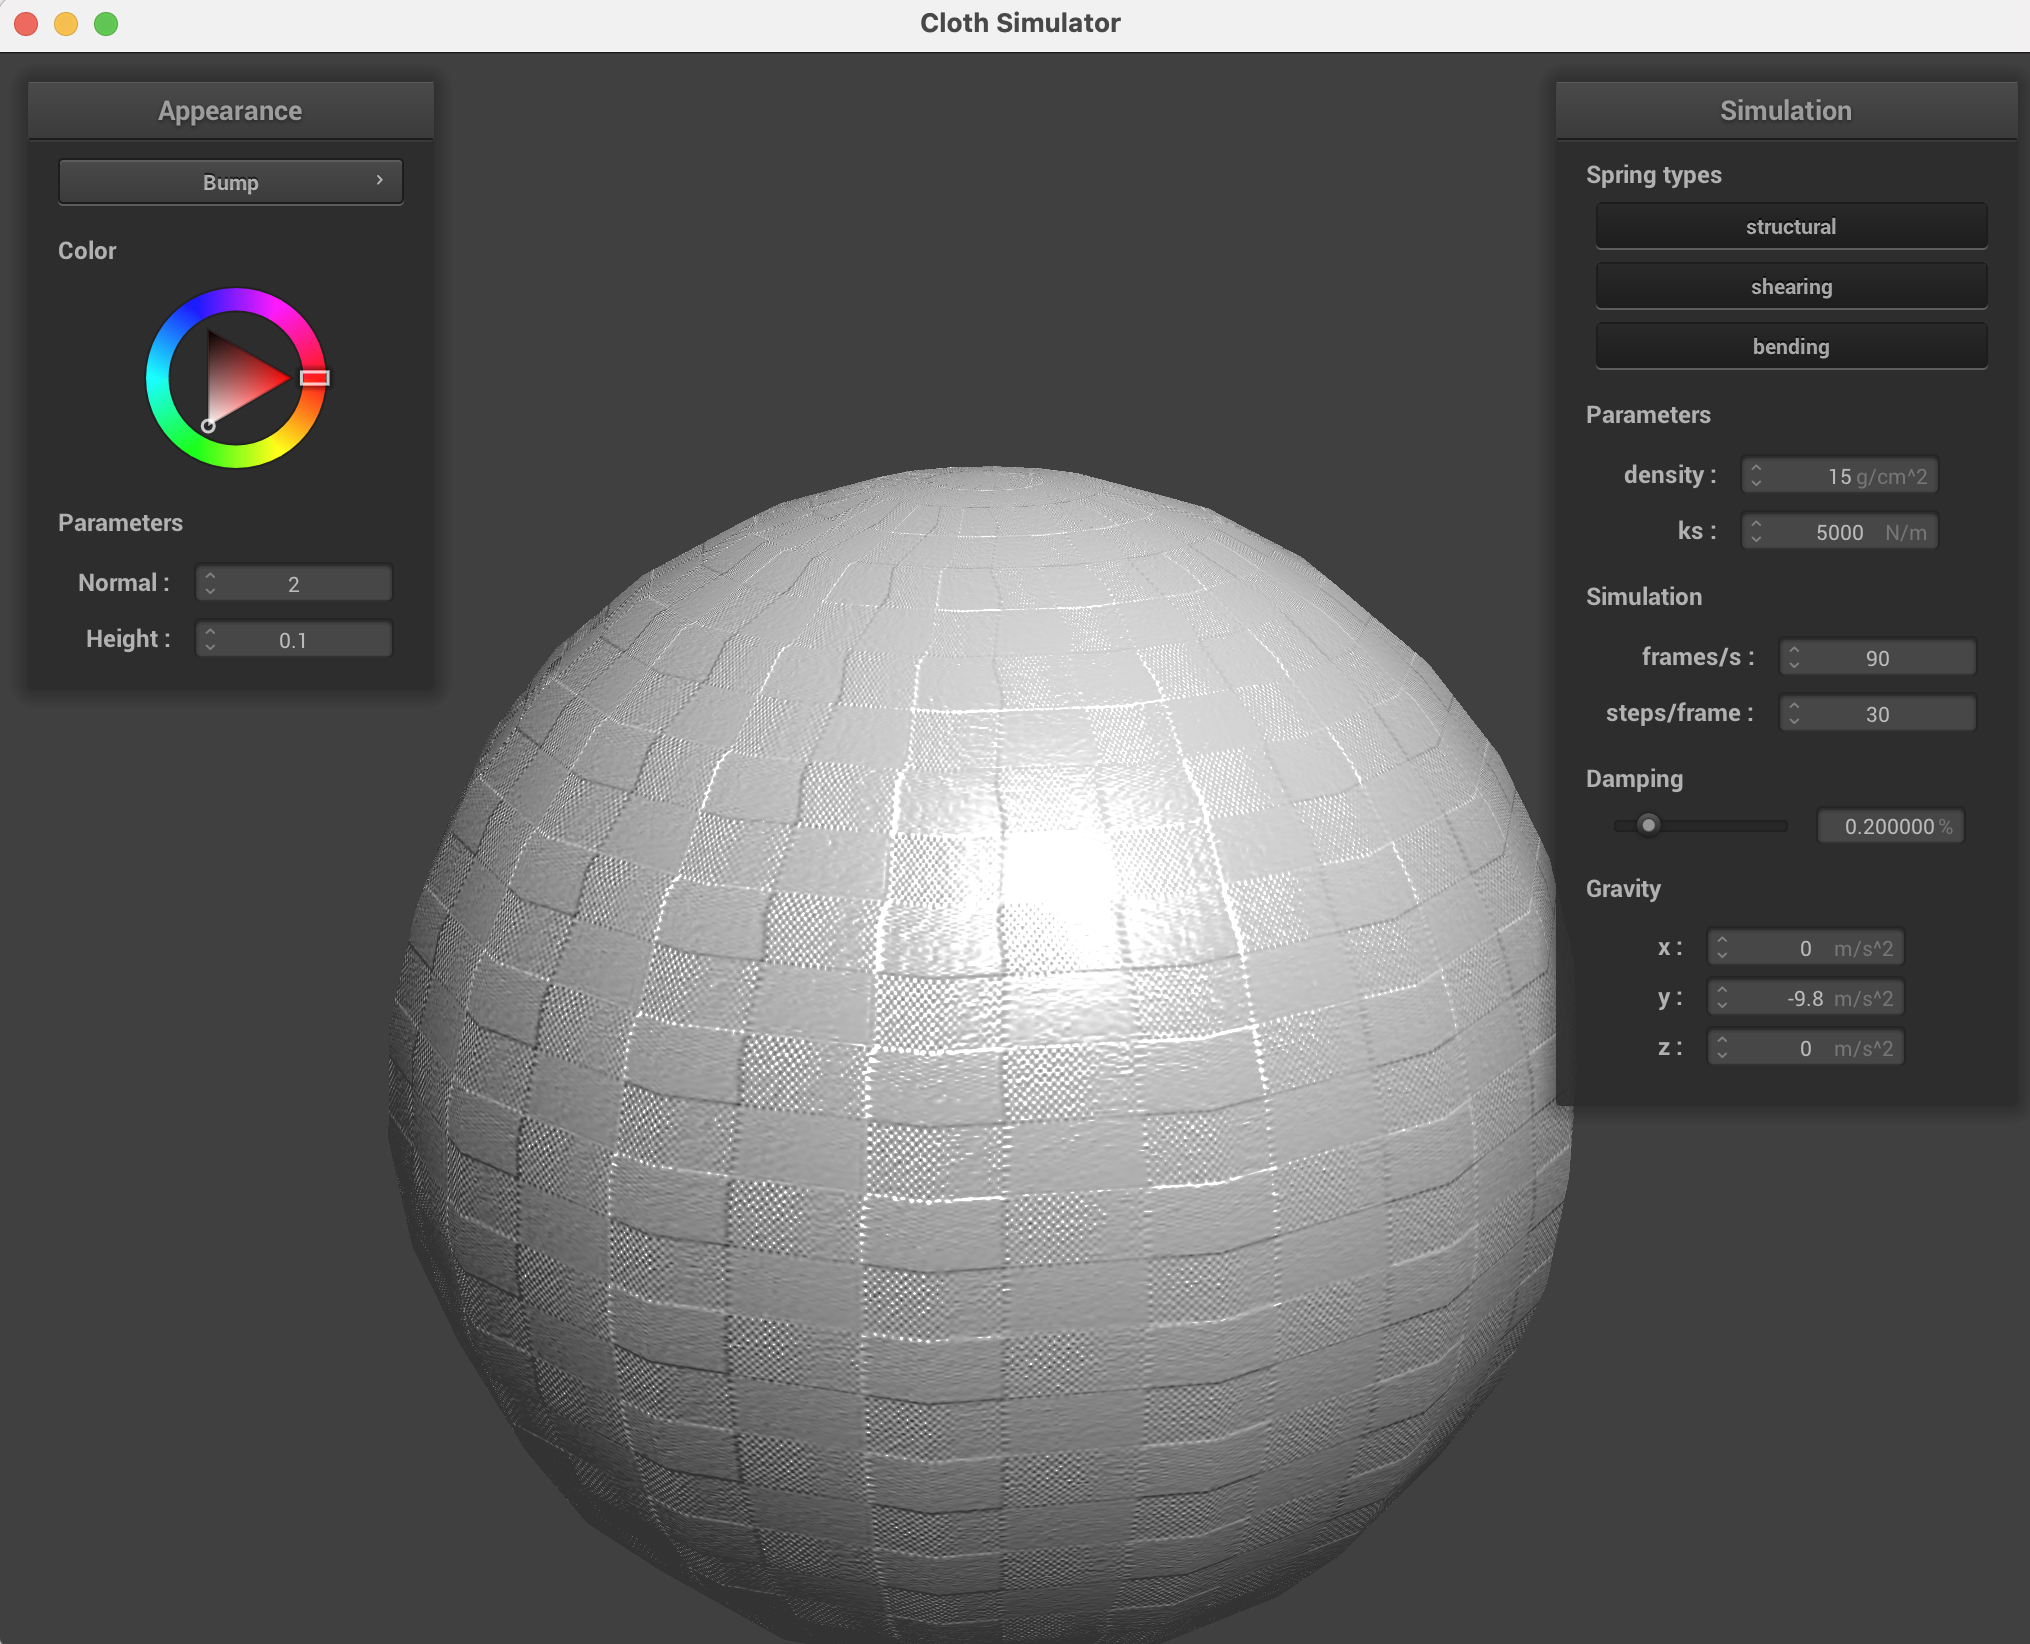 Cloth Simulator
Appearance
Bump
Color
Parameters
Normal : 2
Height : 0.1
Simulation
Spring types
structural
shearing
bending
Parameters
density : 15 g/cm^2
ks : 5000 N/m
Simulation
frames/s : 90
steps/frame : 30
Damping
0.200000 %
Gravity
x : 0 m/s^2
y : -9.8 m/s^2
z : 0 m/s^2